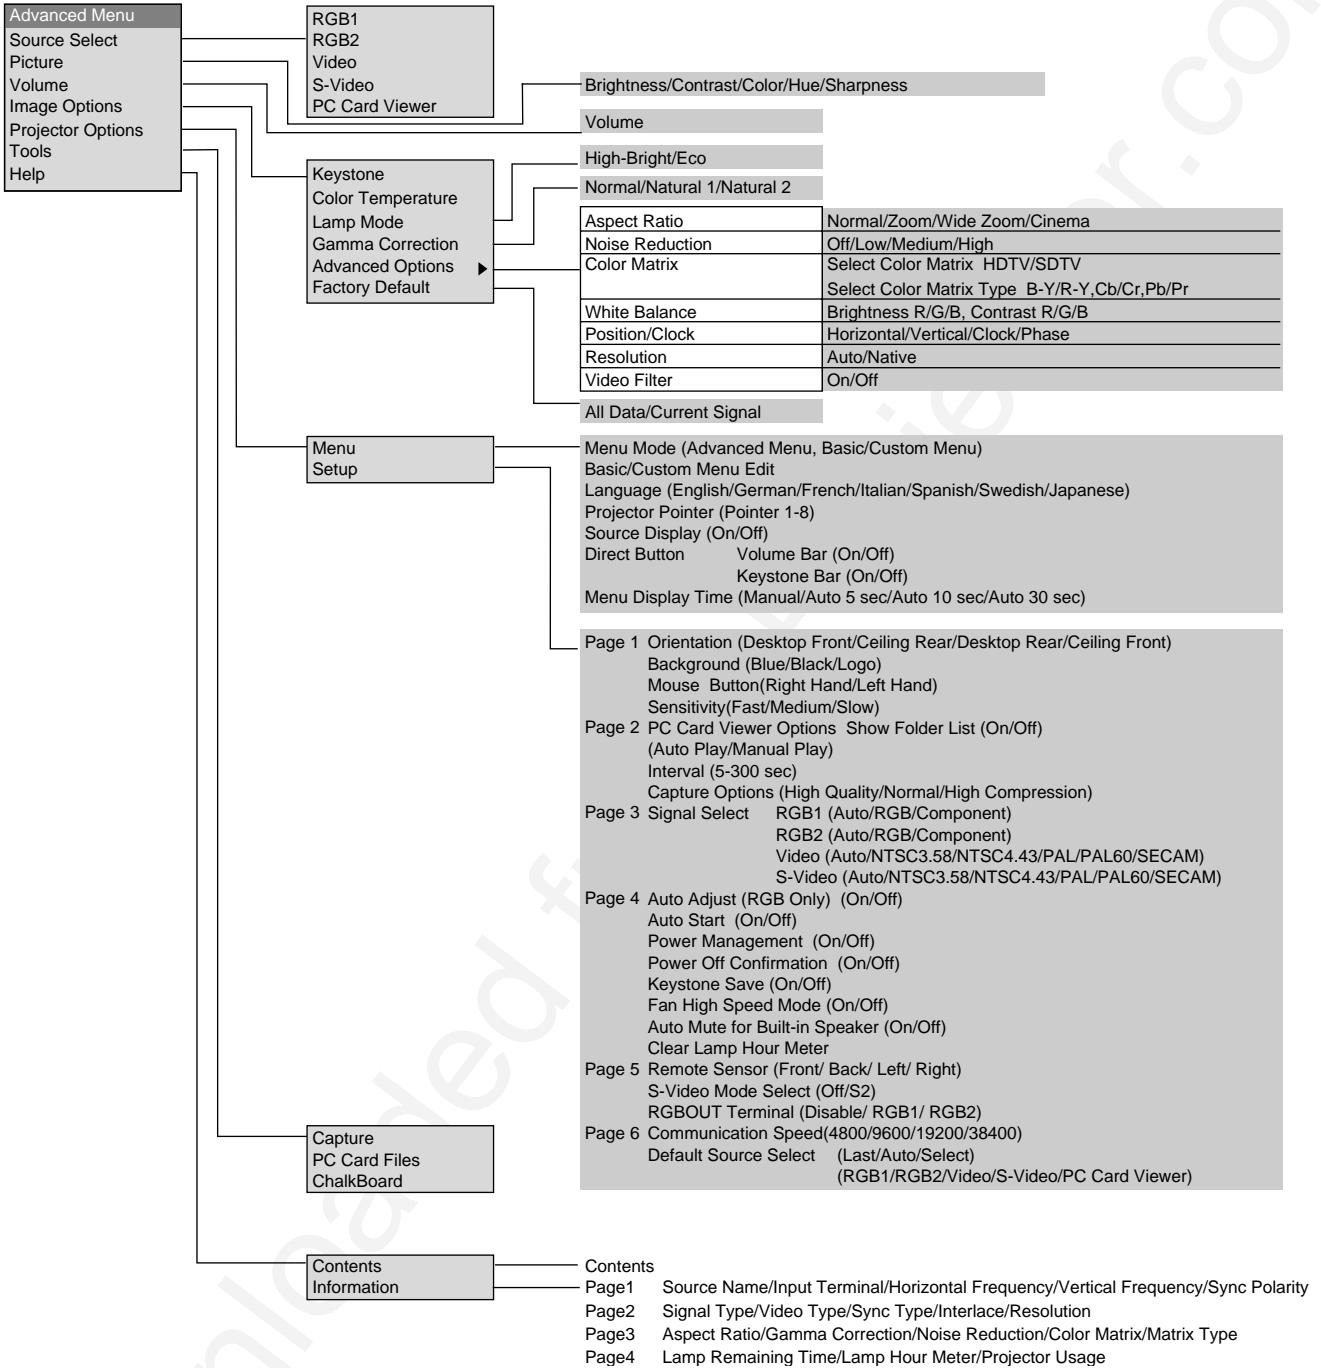 Advanced Menu
Source Select
Picture
Volume
Image Options
Projector Options
Tools
Help
RGB1
RGB2
Video
S-Video
PC Card Viewer
Brightness/Contrast/Color/Hue/Sharpness
Volume
High-Bright/Eco
Normal/Natural 1/Natural 2
Keystone
Color Temperature
Lamp Mode
Gamma Correction
Advanced Options
Factory Default
Aspect Ratio Normal/Zoom/Wide Zoom/Cinema
Noise Reduction Off/Low/Medium/High
Color Matrix Select Color Matrix HDTV/SDTV
Select Color Matrix Type B-Y/R-Y,Cb/Cr,Pb/Pr
White Balance Brightness R/G/B, Contrast R/G/B
Position/Clock Horizontal/Vertical/Clock/Phase
Resolution Auto/Native
Video Filter On/Off
All Data/Current Signal
Menu
Setup
Menu Mode (Advanced Menu, Basic/Custom Menu)
Basic/Custom Menu Edit
Language (English/German/French/Italian/Spanish/Swedish/Japanese)
Projector Pointer (Pointer 1-8)
Source Display (On/Off)
Direct Button Volume Bar (On/Off)
Keystone Bar (On/Off)
Menu Display Time (Manual/Auto 5 sec/Auto 10 sec/Auto 30 sec)
Page 1 Orientation (Desktop Front/Ceiling Rear/Desktop Rear/Ceiling Front)
Background (Blue/Black/Logo)
Mouse Button(Right Hand/Left Hand)
Sensitivity(Fast/Medium/Slow)
Page 2 PC Card Viewer Options Show Folder List (On/Off)
(Auto Play/Manual Play)
Interval (5-300 sec)
Capture Options (High Quality/Normal/High Compression)
Page 3 Signal Select RGB1 (Auto/RGB/Component)
RGB2 (Auto/RGB/Component)
Video (Auto/NTSC3.58/NTSC4.43/PAL/PAL60/SECAM)
S-Video (Auto/NTSC3.58/NTSC4.43/PAL/PAL60/SECAM)
Page 4 Auto Adjust (RGB Only) (On/Off)
Auto Start (On/Off)
Power Management (On/Off)
Power Off Confirmation (On/Off)
Keystone Save (On/Off)
Fan High Speed Mode (On/Off)
Auto Mute for Built-in Speaker (On/Off)
Clear Lamp Hour Meter
Page 5 Remote Sensor (Front/ Back/ Left/ Right)
S-Video Mode Select (Off/S2)
RGBOUT Terminal (Disable/ RGB1/ RGB2)
Page 6 Communication Speed(4800/9600/19200/38400)
Default Source Select (Last/Auto/Select)
(RGB1/RGB2/Video/S-Video/PC Card Viewer)
Capture
PC Card Files
ChalkBoard
Contents
Information
Contents
Page1 Source Name/Input Terminal/Horizontal Frequency/Vertical Frequency/Sync Polarity
Page2 Signal Type/Video Type/Sync Type/Interlace/Resolution
Page3 Aspect Ratio/Gamma Correction/Noise Reduction/Color Matrix/Matrix Type
Page4 Lamp Remaining Time/Lamp Hour Meter/Projector Usage